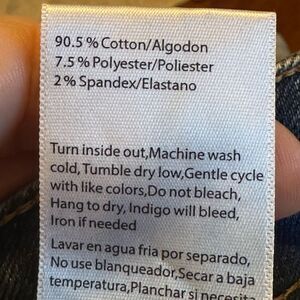 90.5 % Cotton/Algodon
7.5 % Polyester/Poliester
2 % Spandex/Elastano
Turn inside out,Machine wash
cold,Tumble dry low,Gentle cycle
with like colors,Do not bleach,
Hang to dry, Indigo will bleed,
Iron if needed
Lavar en agua fria por separado,
No use blanqueador,Secar a baja
temperatura,Planchar si necesita